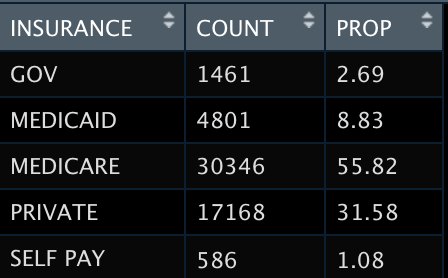 INSURANCE COUNT PROP
GOV 1461 2.69
MEDICAID 4801 8.83
MEDICARE 30346 55.82
PRIVATE 17168 31.58
SELF PAY 586 1.08